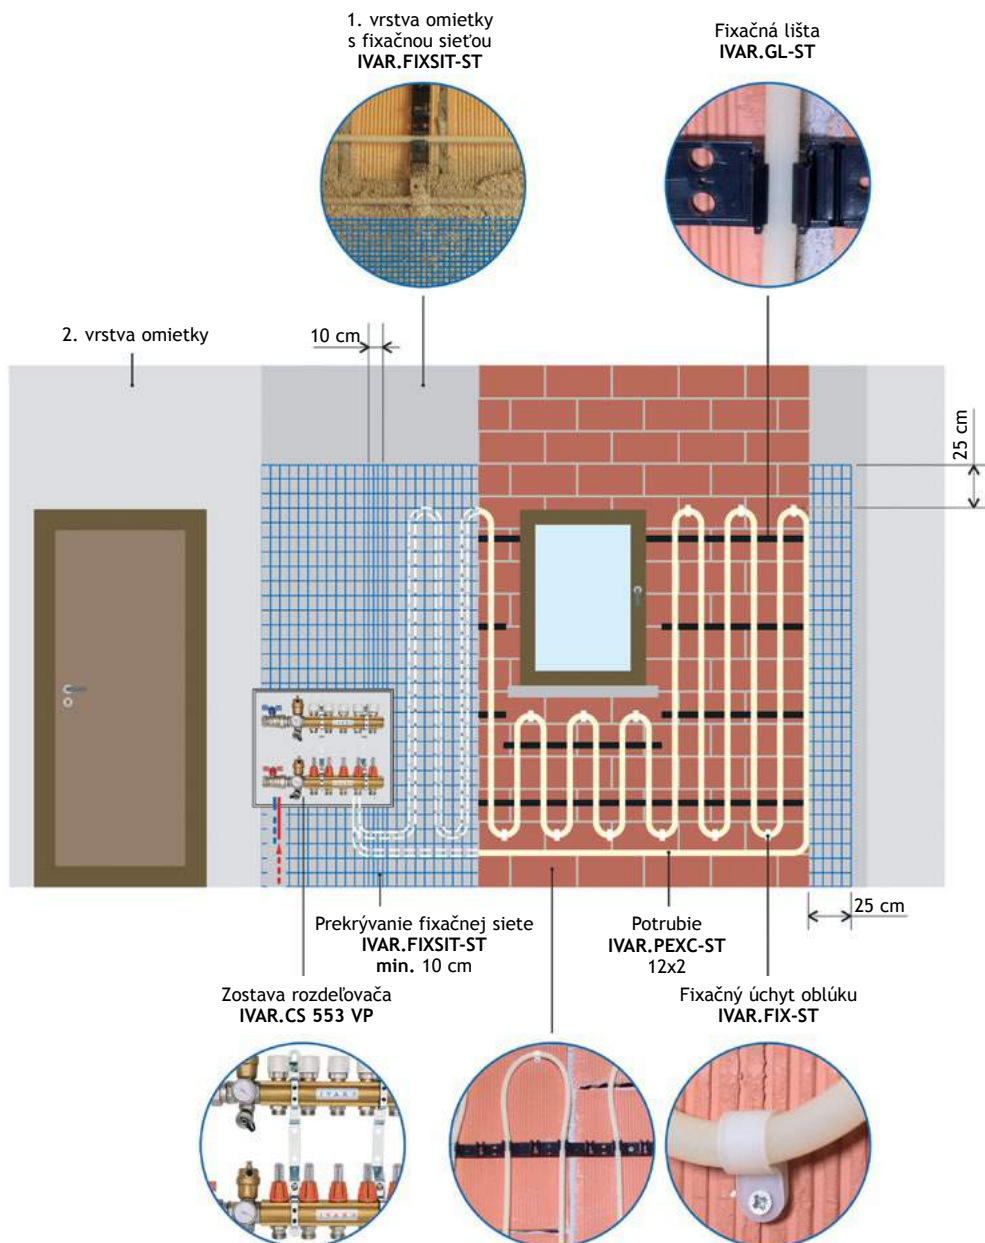 1. vrstva omietky
s fixačnou sieťou
IVAR.FIXSIT-ST
Fixačná lišta
IVAR.GL-ST
2. vrstva omietky
10 cm
25 cm
25 cm
Prekrývanie fixačnej siete
IVAR.FIXSIT-ST
min. 10 cm
Potrubie
IVAR.PEXC-ST
12x2
Zostava rozdeľovača
IVAR.CS 553 VP
Fixačný úchyt oblúku
IVAR.FIX-ST
IVAR
IVAR